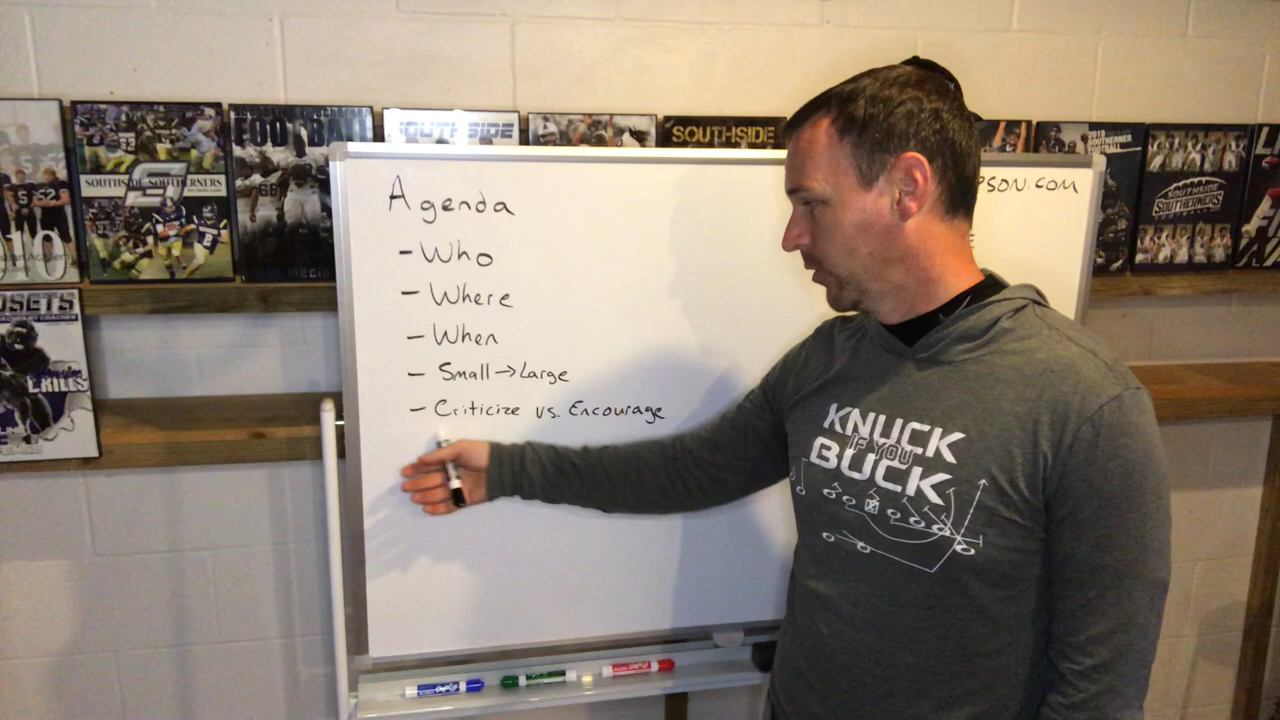 SOUTHSIDE SOUTHERNERS
FOOTBALL
SOUTHSIDE
SOUTHSIDE
2018
SOUTHERNER
FOOTBALL
SOUTHSIDE
SOUTHERNERS
Agenda
PSON.COM
- Who
- Where
- When
- Small → Large
- Criticize vs. Encourage
KNUCK
IF YOU
BUCK